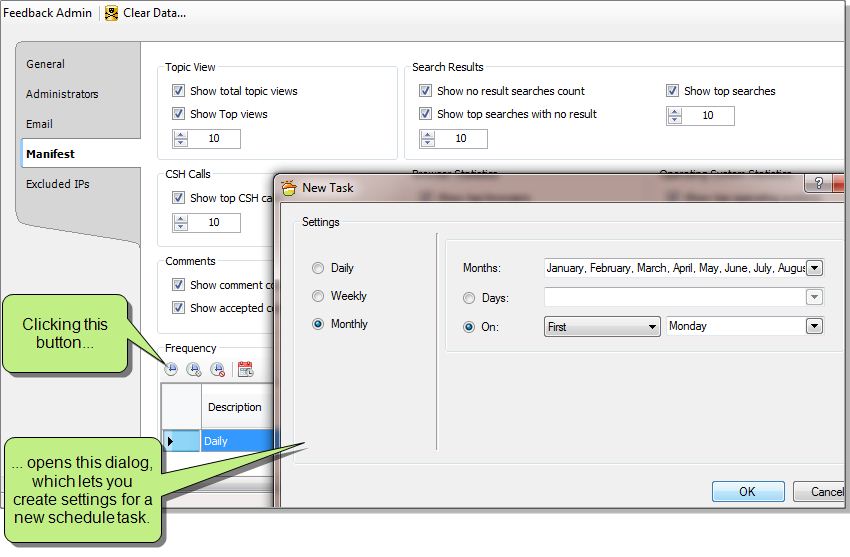 Feedback Admin
Clear Data...
General
Administrators
Email
Manifest
Excluded IPs
Topic View
Show total topic views
Show Top views
10
Search Results
Show no result searches count
Show top searches with no result
10
Show top searches
10
CSH Calls
Show top CSH ca
10
Comments
Show comment co
Show accepted c
Frequency
Description
Daily
New Task
?
Settings
Daily
Weekly
Monthly
Months:
January, February, March, April, May, June, July, Augus
Days:
On:
First
Monday
OK
Cancel
Clicking this
button...
... opens this dialog,
which lets you
create settings for a
new schedule task.